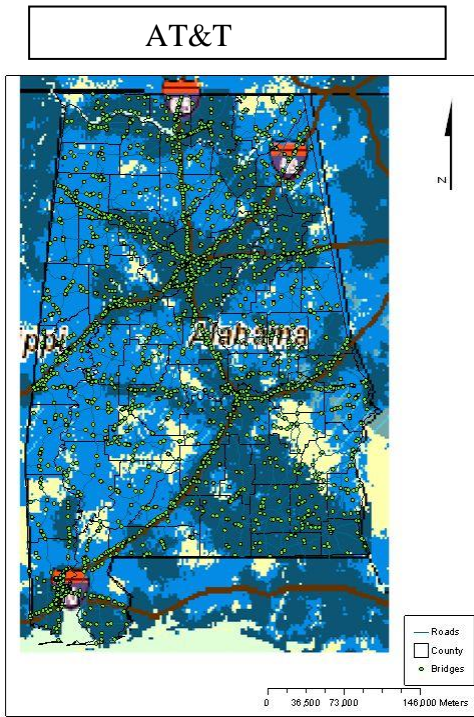 AT&T
ppi
Alabama
N
Roads
County
Bridges
0 36,500 73,000 146,000 Meters